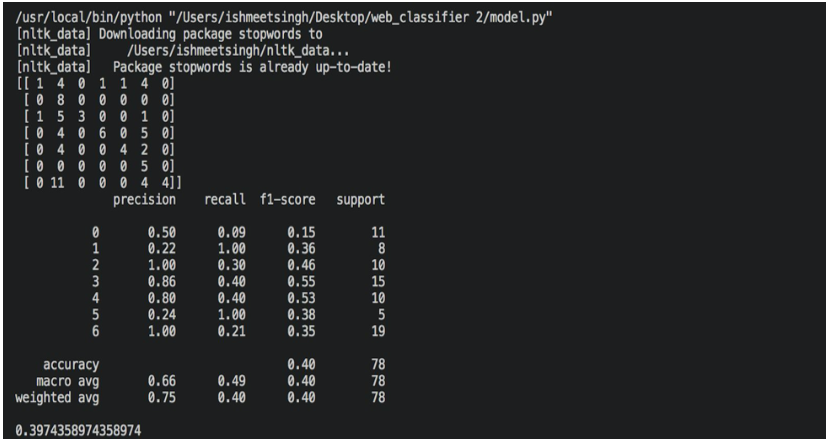 /usr/local/bin/python "/Users/ishmeetsingh/Desktop/web_classifier 2/model.py"
[nltk_data] Downloading package stopwords to
[nltk_data]     /Users/ishmeetsingh/nltk_data...
[nltk_data]   Package stopwords is already up-to-date!
[[ 1  4  0  1  1  4  0]
 [ 0  8  0  0  0  0  0]
 [ 1  5  3  0  0  1  0]
 [ 0  4  0  6  0  5  0]
 [ 0  4  0  0  4  2  0]
 [ 0  0  0  0  0  5  0]
 [ 0 11  0  0  0  4  4]]
precision    recall  f1-score   support
0       0.50      0.09      0.15        11
1       0.22      1.00      0.36         8
2       1.00      0.30      0.46        10
3       0.86      0.40      0.55        15
4       0.80      0.40      0.53        10
5       0.24      1.00      0.38         5
6       1.00      0.21      0.35        19
accuracy                           0.40        78
macro avg       0.66      0.49      0.40        78
weighted avg       0.75      0.40      0.40        78
0.3974358974358974